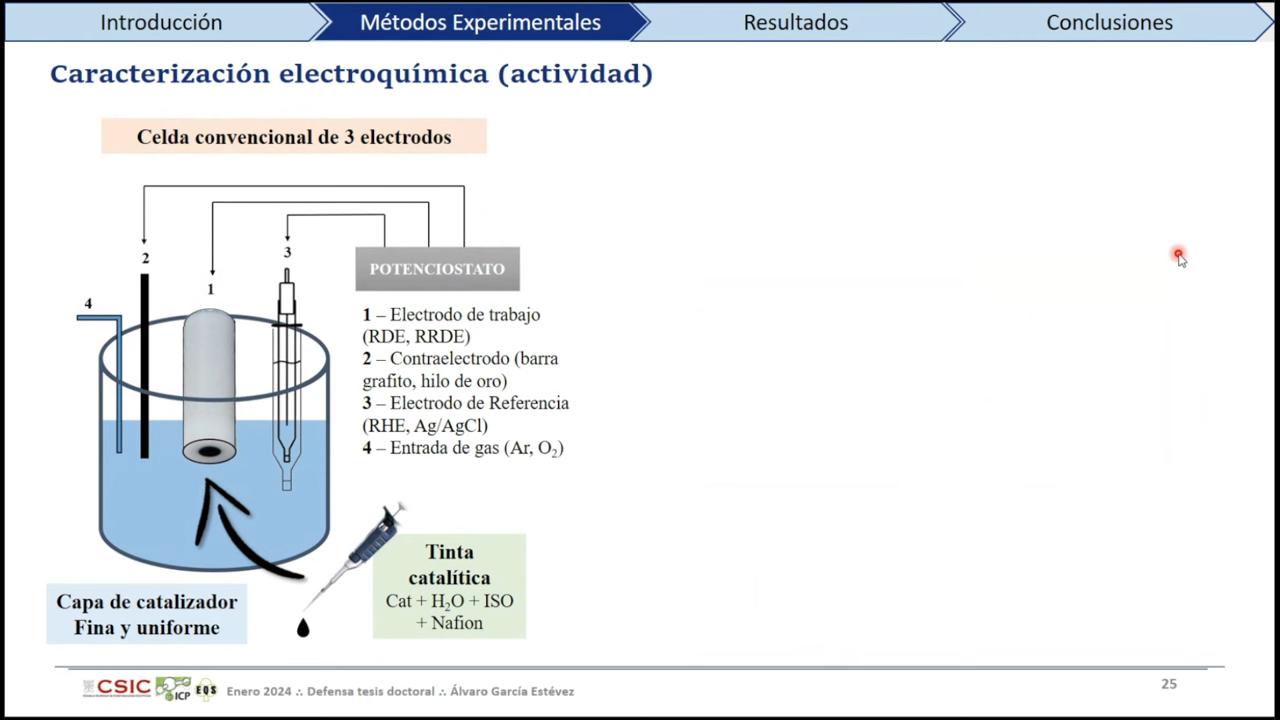 Introducción
Métodos Experimentales
Resultados
Conclusiones
Caracterización electroquímica (actividad)
Celda convencional de 3 electrodos
2
1
3
4
POTENCIOSTATO
1 – Electrodo de trabajo
(RDE, RRDE)
2 – Contraelectrodo (barra
grafito, hilo de oro)
3 – Electrodo de Referencia
(RHE, Ag/AgCl)
4 – Entrada de gas (Ar, O₂)
Tinta
catalítica
Cat + H₂O + ISO
+ Nafion
Capa de catalizador
Fina y uniforme
CSIC
ICP
EQS
Enero 2024 ∴ Defensa tesis doctoral ∴ Álvaro García Estévez
25